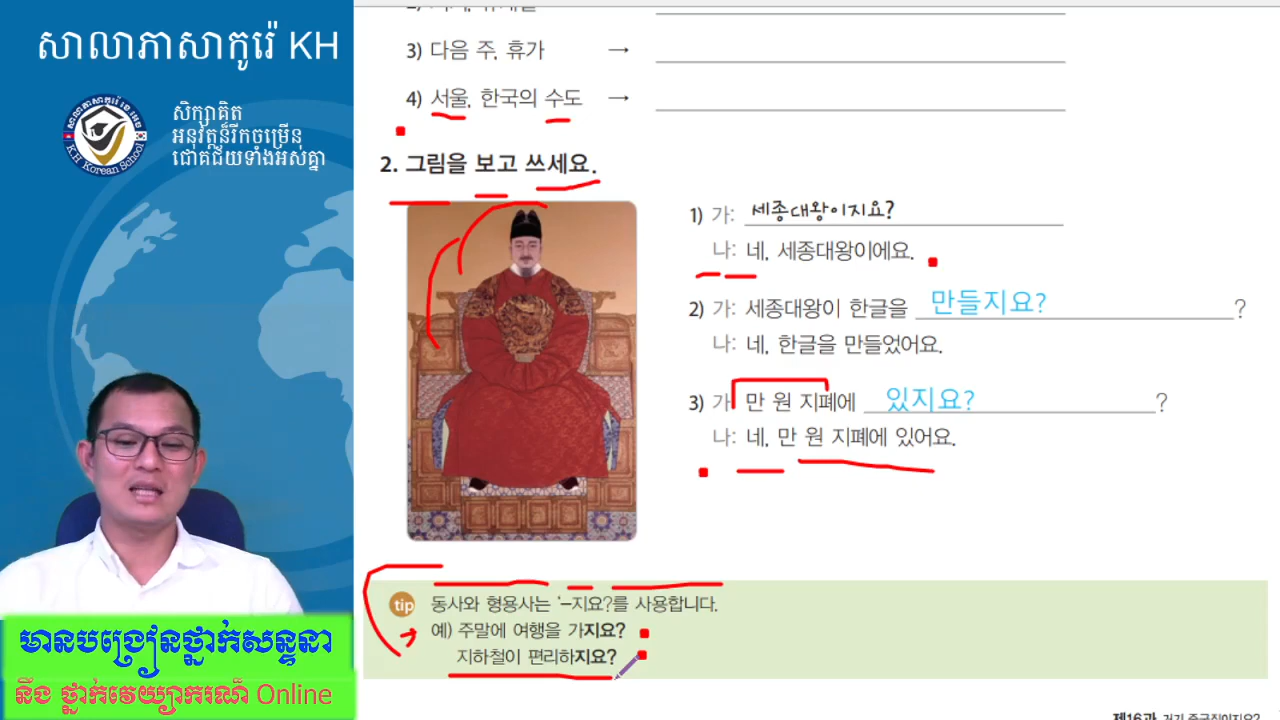 សាលាភាសាកូរ៉េ KH
សិក្សាគិត
អនុវត្តន៍រីកចម្រើន
ជោគជ័យទាំងអស់គ្នា
K.H Korean School
មានបង្រៀនថ្នាក់សន្ទនា
និង ថ្នាក់វេយ្យាករណ៍ Online
3) 다음 주, 휴가 →
4) 서울, 한국의 수도 →
2. 그림을 보고 쓰세요.
1) 가: 세종대왕이지요?
나: 네, 세종대왕이에요.
2) 가: 세종대왕이 한글을 만들지요? ?
나: 네, 한글을 만들었어요.
3) 가 만 원 지폐에 있지요? ?
나: 네, 만 원 지폐에 있어요.
tip 동사와 형용사는 '-지요?를 사용합니다.
예) 주말에 여행을 가지요?
지하철이 편리하지요?